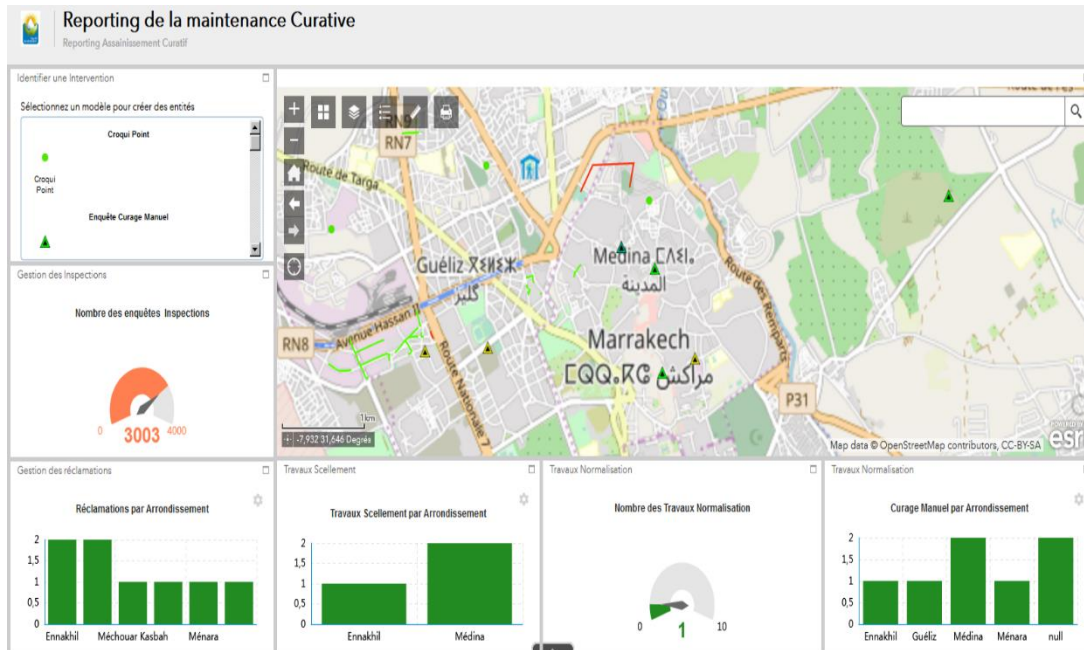 Reporting de la maintenance Curative
Reporting Assainissement Curatif
Identifier une Intervention
Sélectionnez un modèle pour créer des entités
Croqui Point
Croqui
Point
Enquête Curage Manuel
Gestion des Inspections
Nombre des enquêtes Inspections
0
3003
4000
RN9
RN7
Route de Targa
Guéliz ⴳⵉⵍⵉⵣ
كليز
Medina ⵎⴷⵉⵏⴰ
المدينة
Route des Remparts
Avenue Hassan II
RN8
Route Nationale 7
Marrakech
ⵎⵕⵕⴰⴽⵛ مراكش
P31
1km
-7,932 31,646 Degrés
Map data © OpenStreetMap contributors, CC-BY-SA
esri
Gestion des réclamations
Réclamations par Arrondissement
2
1,5
1
0,5
0
Ennakhil Méchouar Kasbah Ménara
Travaux Scellement
Travaux Scellement par Arrondissement
2
1,5
1
0,5
0
Ennakhil Médina
Travaux Normalisation
Nombre des Travaux Normalisation
0
1
10
Travaux Normalisation
Curage Manuel par Arrondissement
2
1,5
1
0,5
0
Ennakhil Guéliz Médina Ménara null